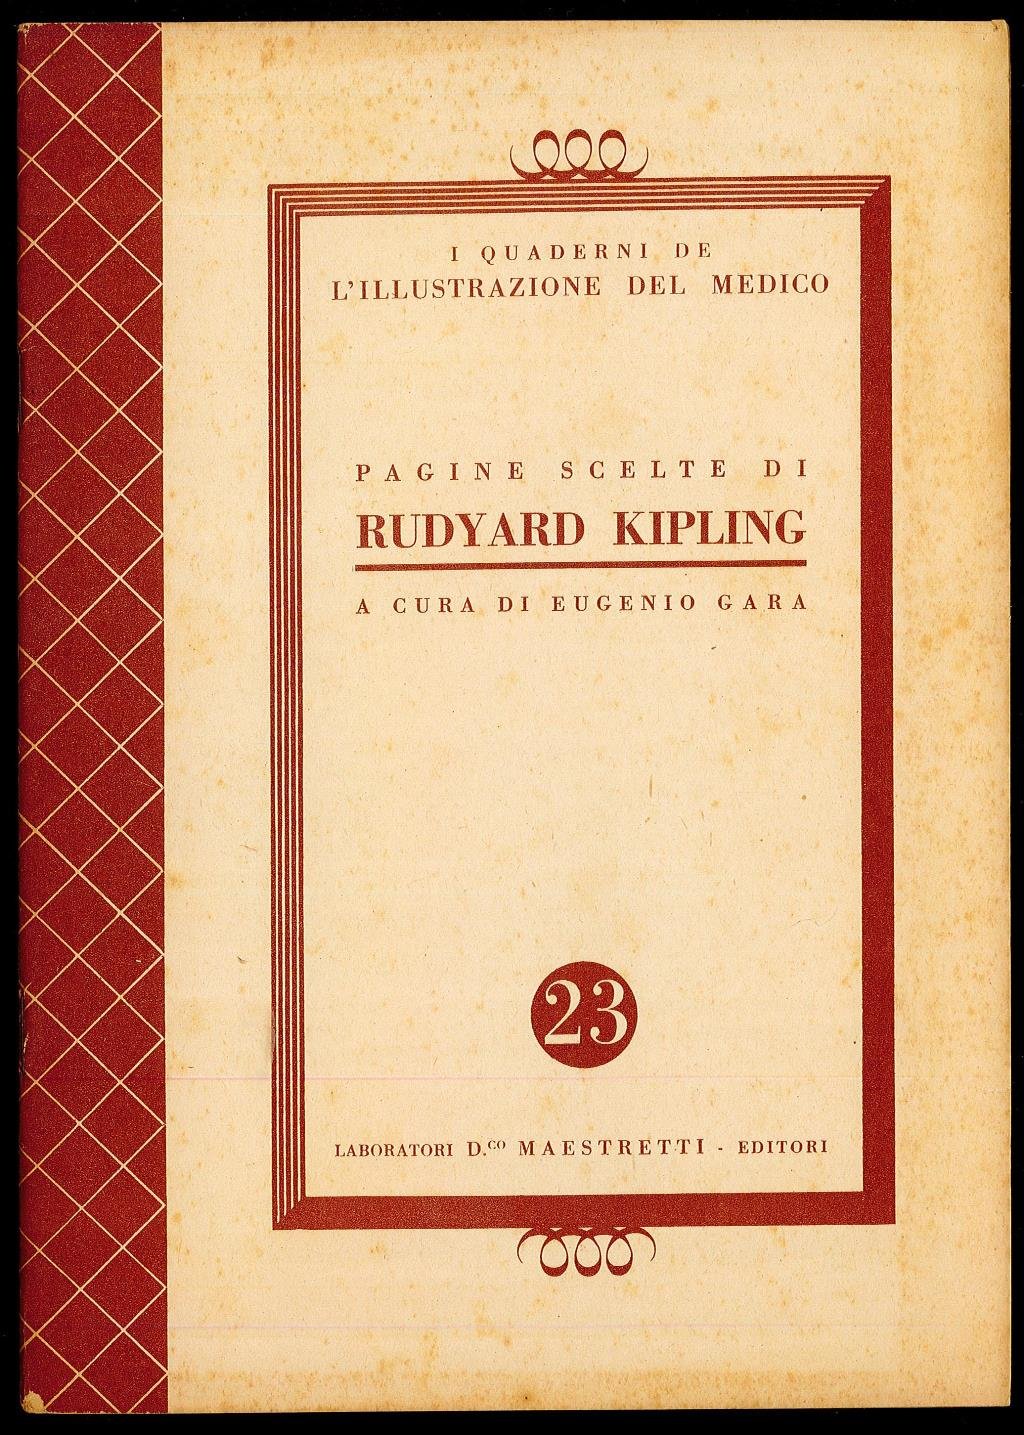 I QUADERNI DE
L'ILLUSTRAZIONE DEL MEDICO
PAGINE SCELTE DI
RUDYARD KIPLING
A CURA DI EUGENIO GARA
23
LABORATORI D.CO MAESTRETTI - EDITORI